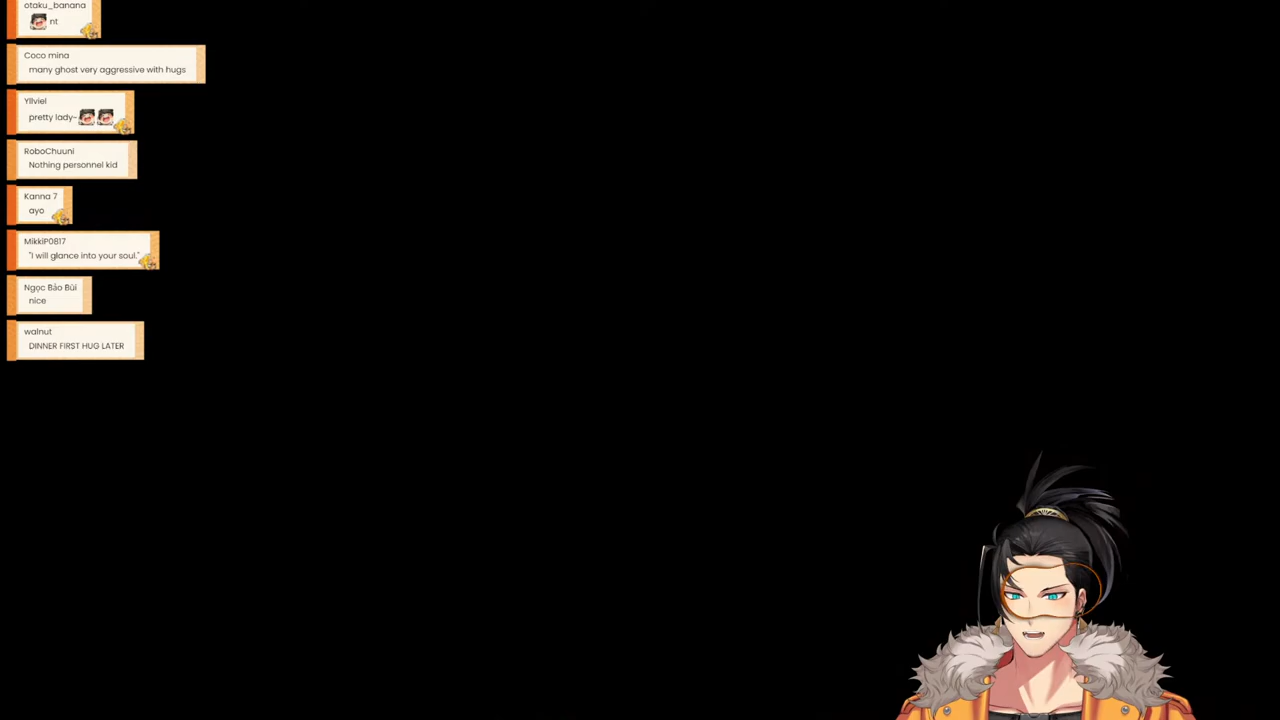 otaku_banana
nt
Coco mina
many ghost very aggressive with hugs
Yllviel
pretty lady~
RoboChuuni
Nothing personnel kid
Kanna 7
ayo
MikkiP0817
"I will glance into your soul."
Ngọc Bảo Bùi
nice
walnut
DINNER FIRST HUG LATER